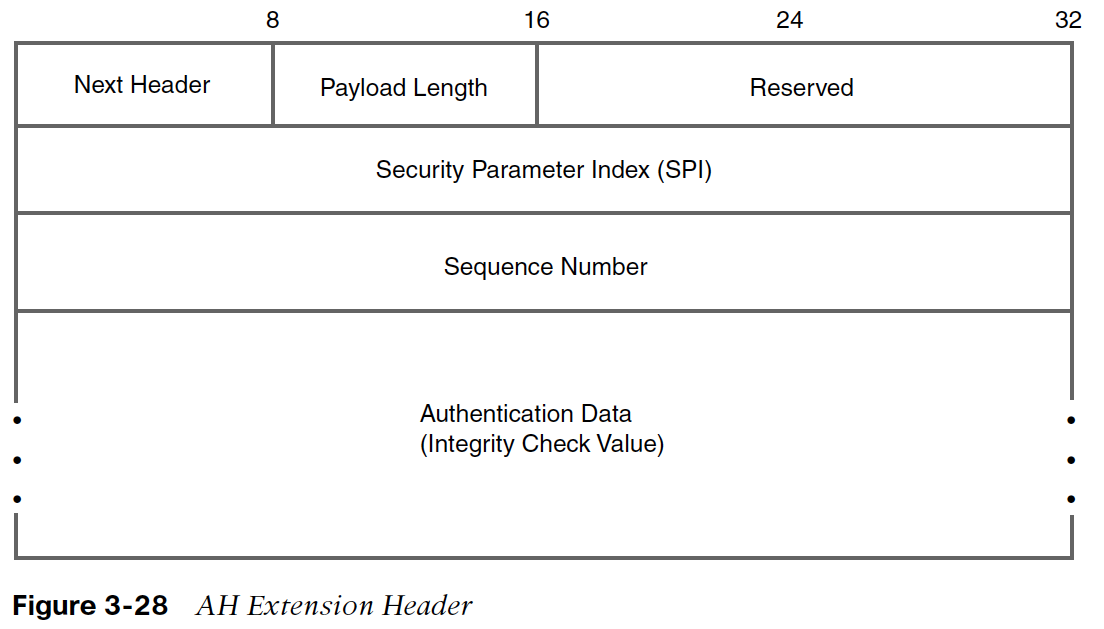 8 16 24 32
Next Header Payload Length Reserved
Security Parameter Index (SPI)
Sequence Number
Authentication Data
(Integrity Check Value)
Figure 3-28 AH Extension Header